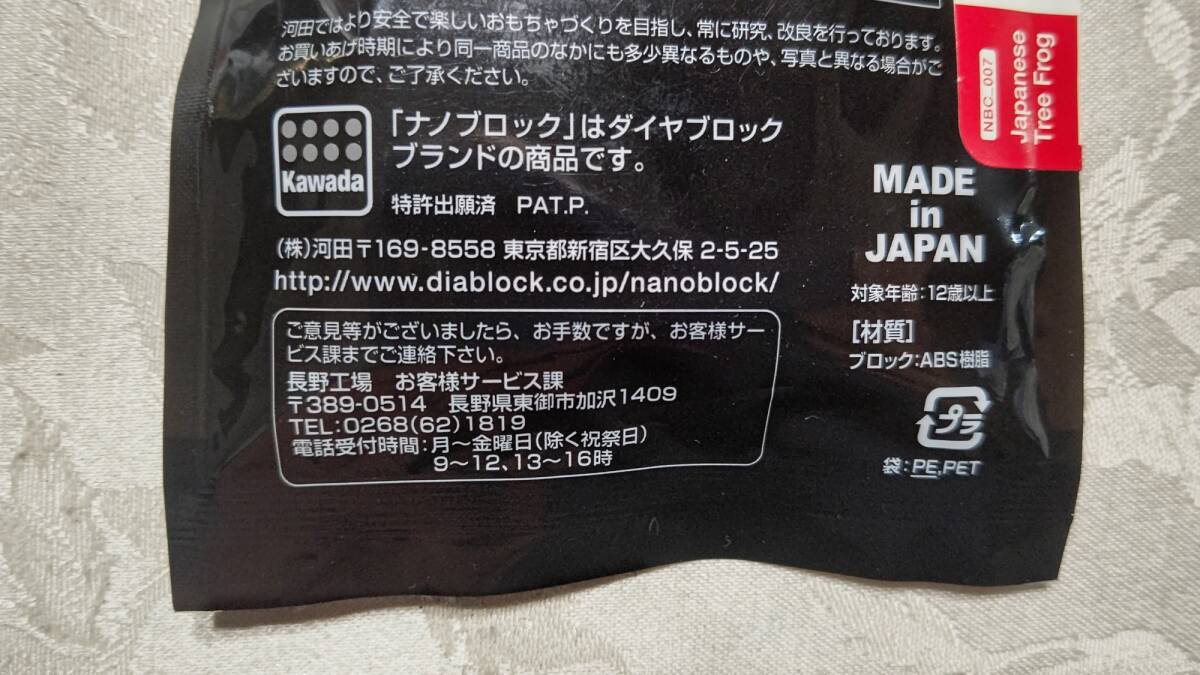 河田ではより安全で楽しいおもちゃづくりを目指し、常に研究、改良を行っております。
お買いあげ時期により同一商品のなかにも多少異なるものや、写真と異なる場合がご
ざいますので、ご了承ください。
Kawada
「ナノブロック」はダイヤブロック
ブランドの商品です。
特許出願済 PAT.P.
(株)河田〒169-8558 東京都新宿区大久保 2-5-25
http://www.diablock.co.jp/nanoblock/
ご意見等がございましたら、お手数ですが、お客様サー
ビス課までご連絡下さい。
長野工場 お客様サービス課
〒389-0514 長野県東御市加沢1409
TEL:0268(62)1819
電話受付時間:月〜金曜日(除く祝祭日)
9〜12、13〜16時
NBC_007
Japanese
Tree Frog
MADE
in
JAPAN
対象年齢:12歳以上
[材質]
ブロック:ABS樹脂
プラ
袋:PE,PET